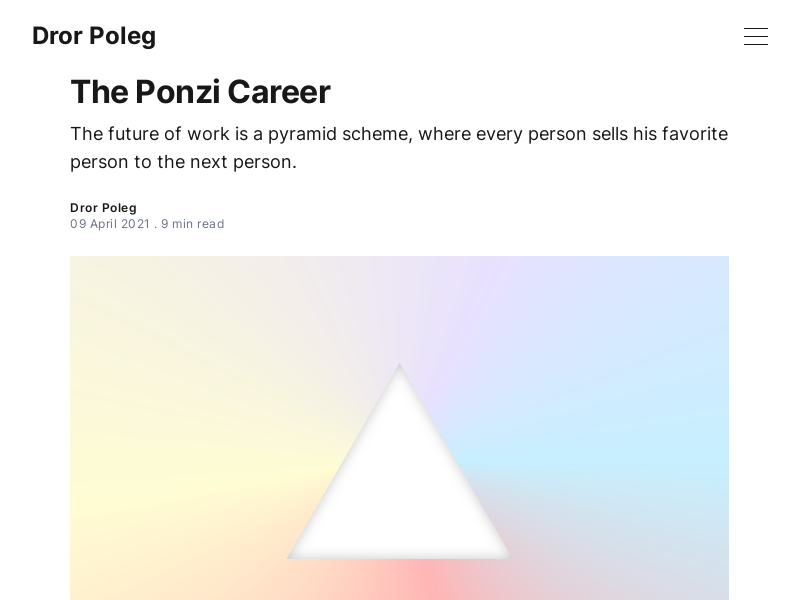 Dror Poleg
The Ponzi Career
The future of work is a pyramid scheme, where every person sells his favorite
person to the next person.
Dror Poleg
09 April 2021 . 9 min read